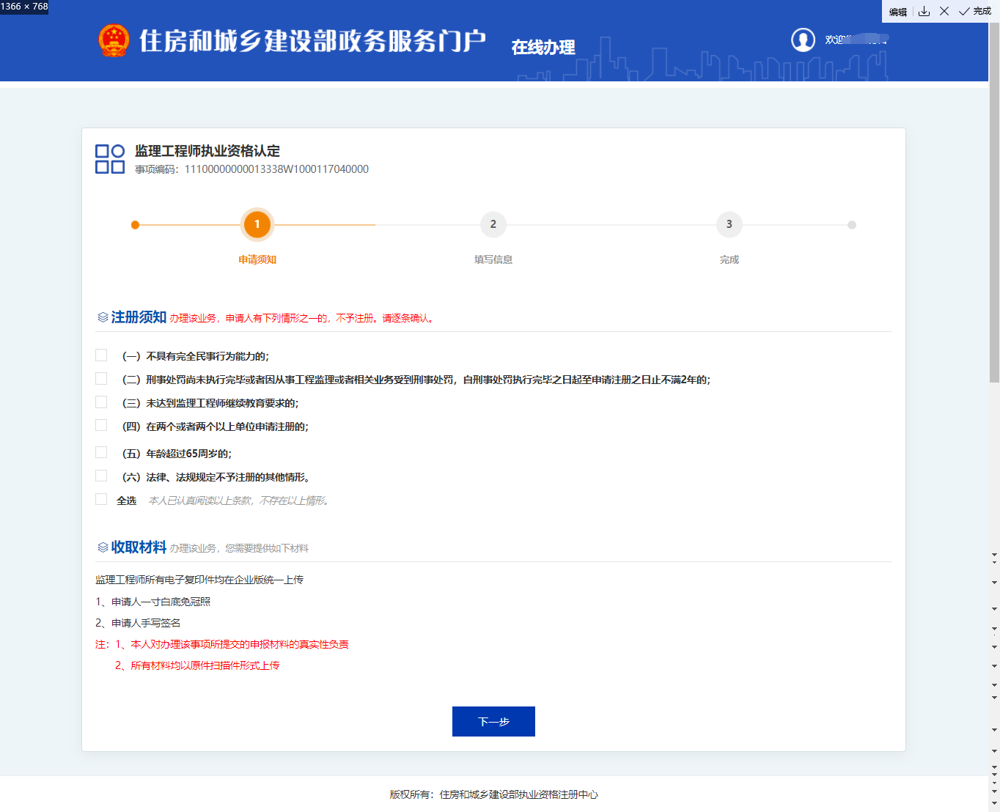 1366 × 768
编辑
完成
住房和城乡建设部政务服务门户
在线办理
欢迎
监理工程师执业资格认定
事项编码：11100000000013338W1000117040000
1
2
3
申请须知
填写信息
完成
注册须知 办理该业务，申请人有下列情形之一的，不予注册。请逐条确认。
（一）不具有完全民事行为能力的；
（二）刑事处罚尚未执行完毕或者因从事工程监理或者相关业务受到刑事处罚，自刑事处罚执行完毕之日起至申请注册之日止不满2年的；
（三）未达到监理工程师继续教育要求的；
（四）在两个或者两个以上单位申请注册的；
（五）年龄超过65周岁的；
（六）法律、法规规定不予注册的其他情形。
全选 本人已认真阅读以上条款，不存在以上情形。
收取材料 办理该业务，您需要提供如下材料
监理工程师所有电子复印件均在企业版统一上传
1、申请人一寸白底免冠照
2、申请人手写签名
注：1、本人对办理该事项所提交的申报材料的真实性负责
2、所有材料均以原件扫描件形式上传
下一步
版权所有：住房和城乡建设部执业资格注册中心